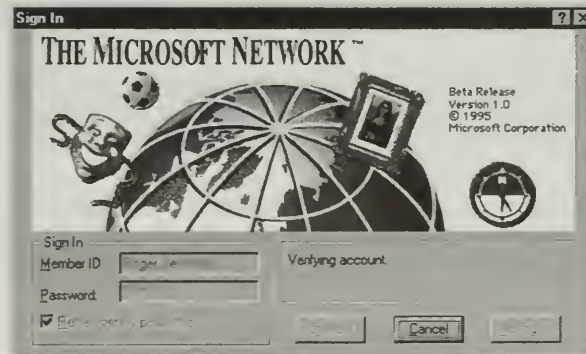 Sign In
THE MICROSOFT NETWORK ™
Beta Release
Version 1.0
© 1995
Microsoft Corporation
Sign In
Member ID
Password:
Verifying account.
Cancel